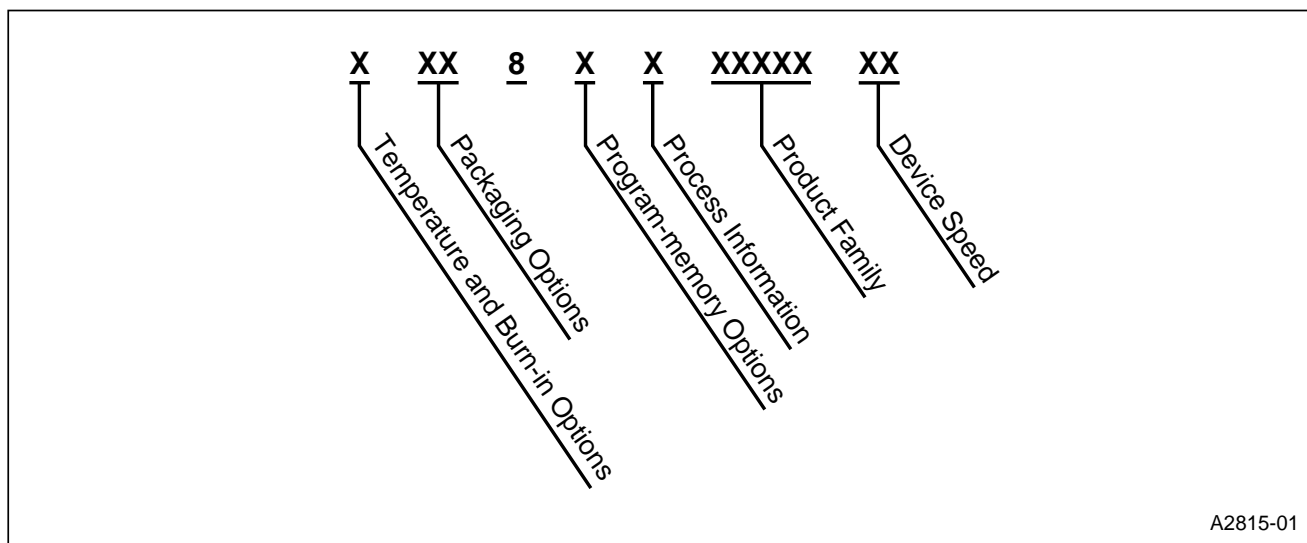 X XX 8 X X XXXXX XX
Temperature and Burn-in Options
Packaging Options
Program-memory Options
Process Information
Product Family
Device Speed
A2815-01